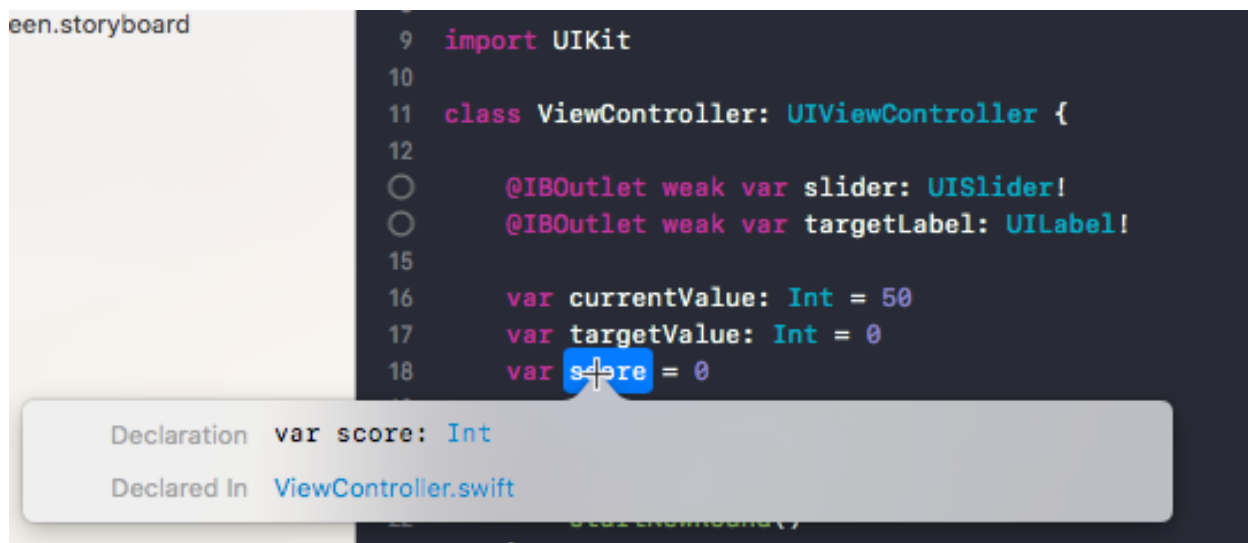 een.storyboard
9 import UIKit
10
11 class ViewController: UIViewController {
12
@IBOutlet weak var slider: UISlider!
@IBOutlet weak var targetLabel: UILabel!
15
16 var currentValue: Int = 50
17 var targetValue: Int = 0
18 var score = 0
Declaration var score: Int
Declared In ViewController.swift